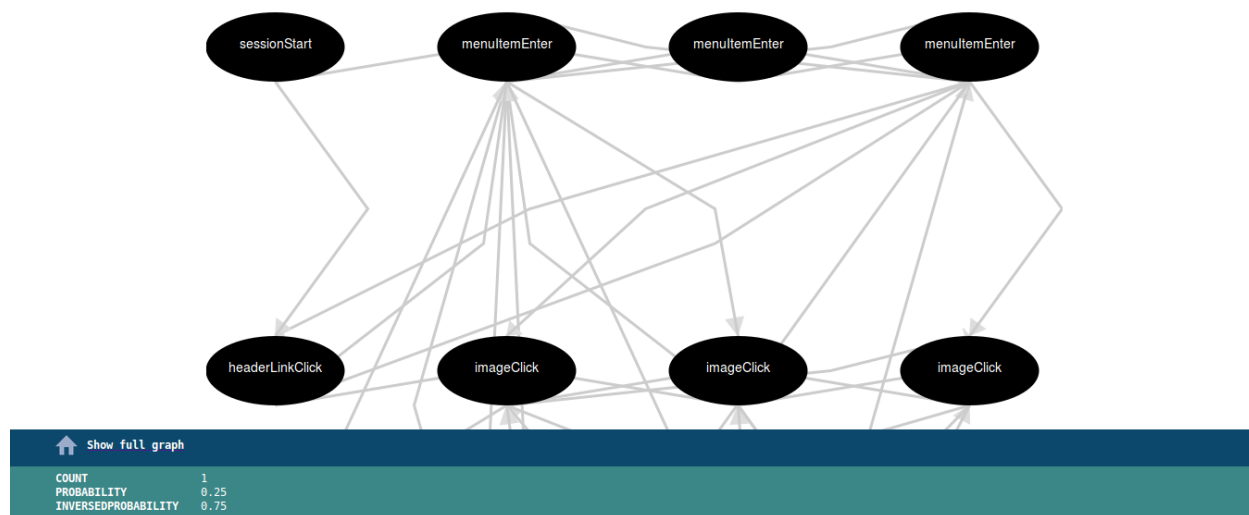 sessionStart menuItemEnter menuItemEnter menuItemEnter
headerLinkClick imageClick imageClick imageClick
Show full graph
COUNT 1
PROBABILITY 0.25
INVERSEDPROBABILITY 0.75